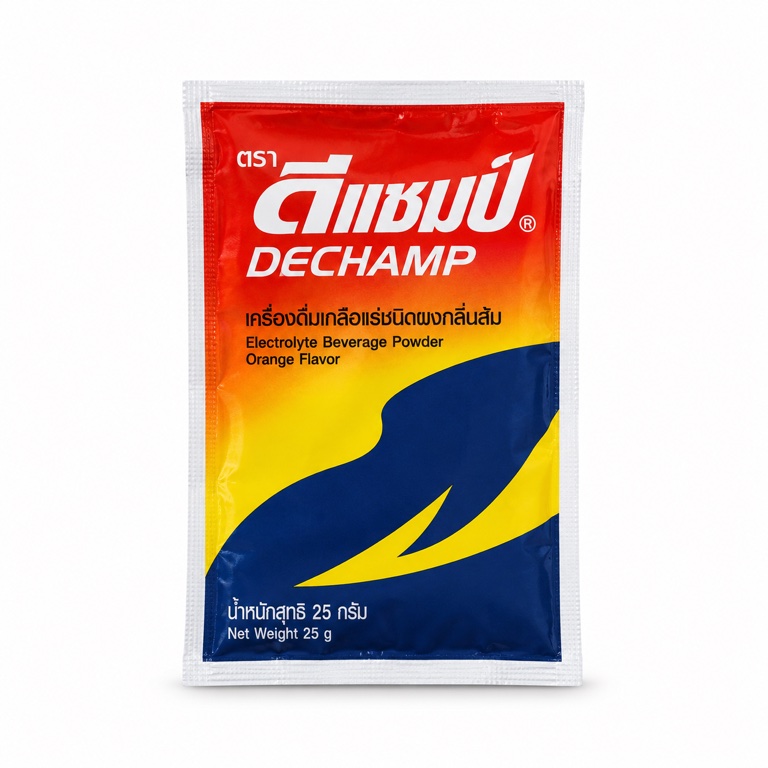 ตรา
ดีแชมป์®
DECHAMP
เครื่องดื่มเกลือแร่ชนิดผงกลิ่นส้ม
Electrolyte Beverage Powder
Orange Flavor
น้ำหนักสุทธิ 25 กรัม
Net Weight 25 g